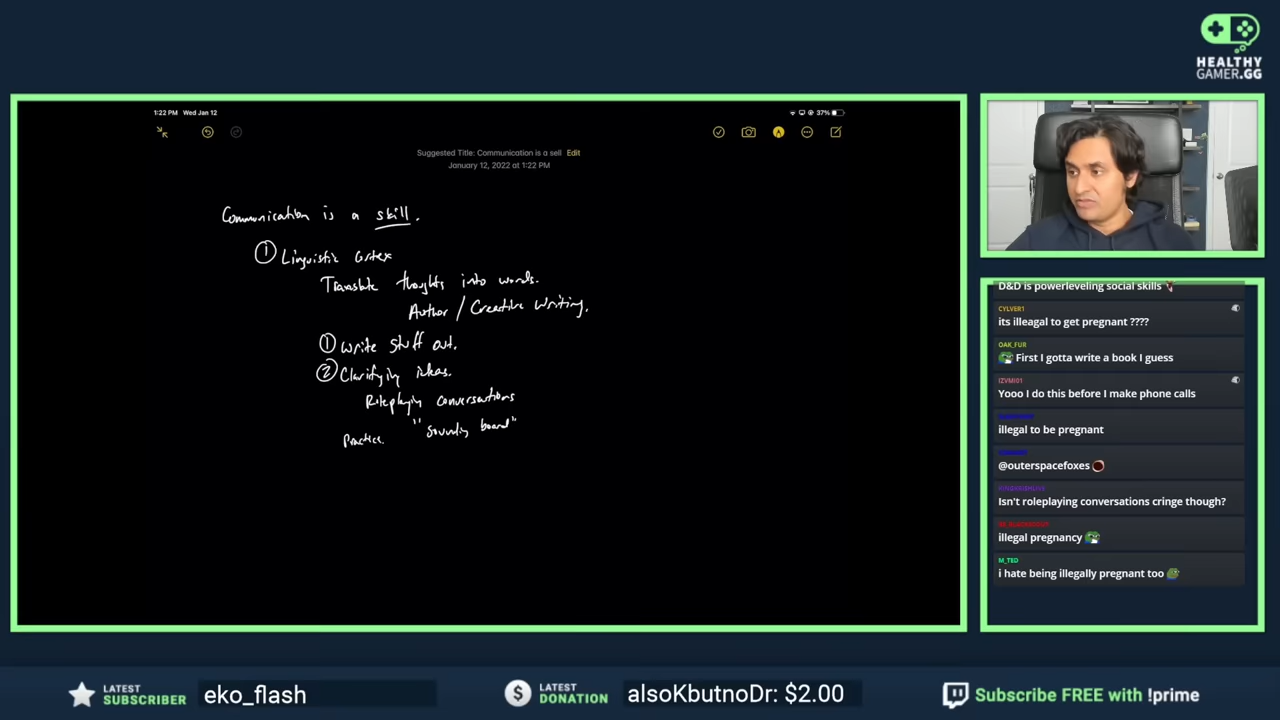 HEALTHY
GAMER.GG
1:22 PM Wed Jan 12
37%
Suggested Title: Communication is a sell Edit
January 12, 2022 at 1:22 PM
Communication is a skill.
① Linguistic Cortex
Translate thoughts into words.
Author / Creative Writing.
① Write stuff out.
② Clarifying ideas.
Roleplaying conversations
Practice. "Sounding board"
D&D is powerleveling social skills
CYLVER1
its illeagal to get pregnant ????
OAK_FUR
First I gotta write a book I guess
IZVMI01
Yooo I do this before I make phone calls
illegal to be pregnant
@outerspacefoxes
Isn't roleplaying conversations cringe though?
illegal pregnancy
M_TED
i hate being illegally pregnant too
LATEST
SUBSCRIBER
eko_flash
LATEST
DONATION
alsoKbutnoDr: $2.00
Subscribe FREE with !prime